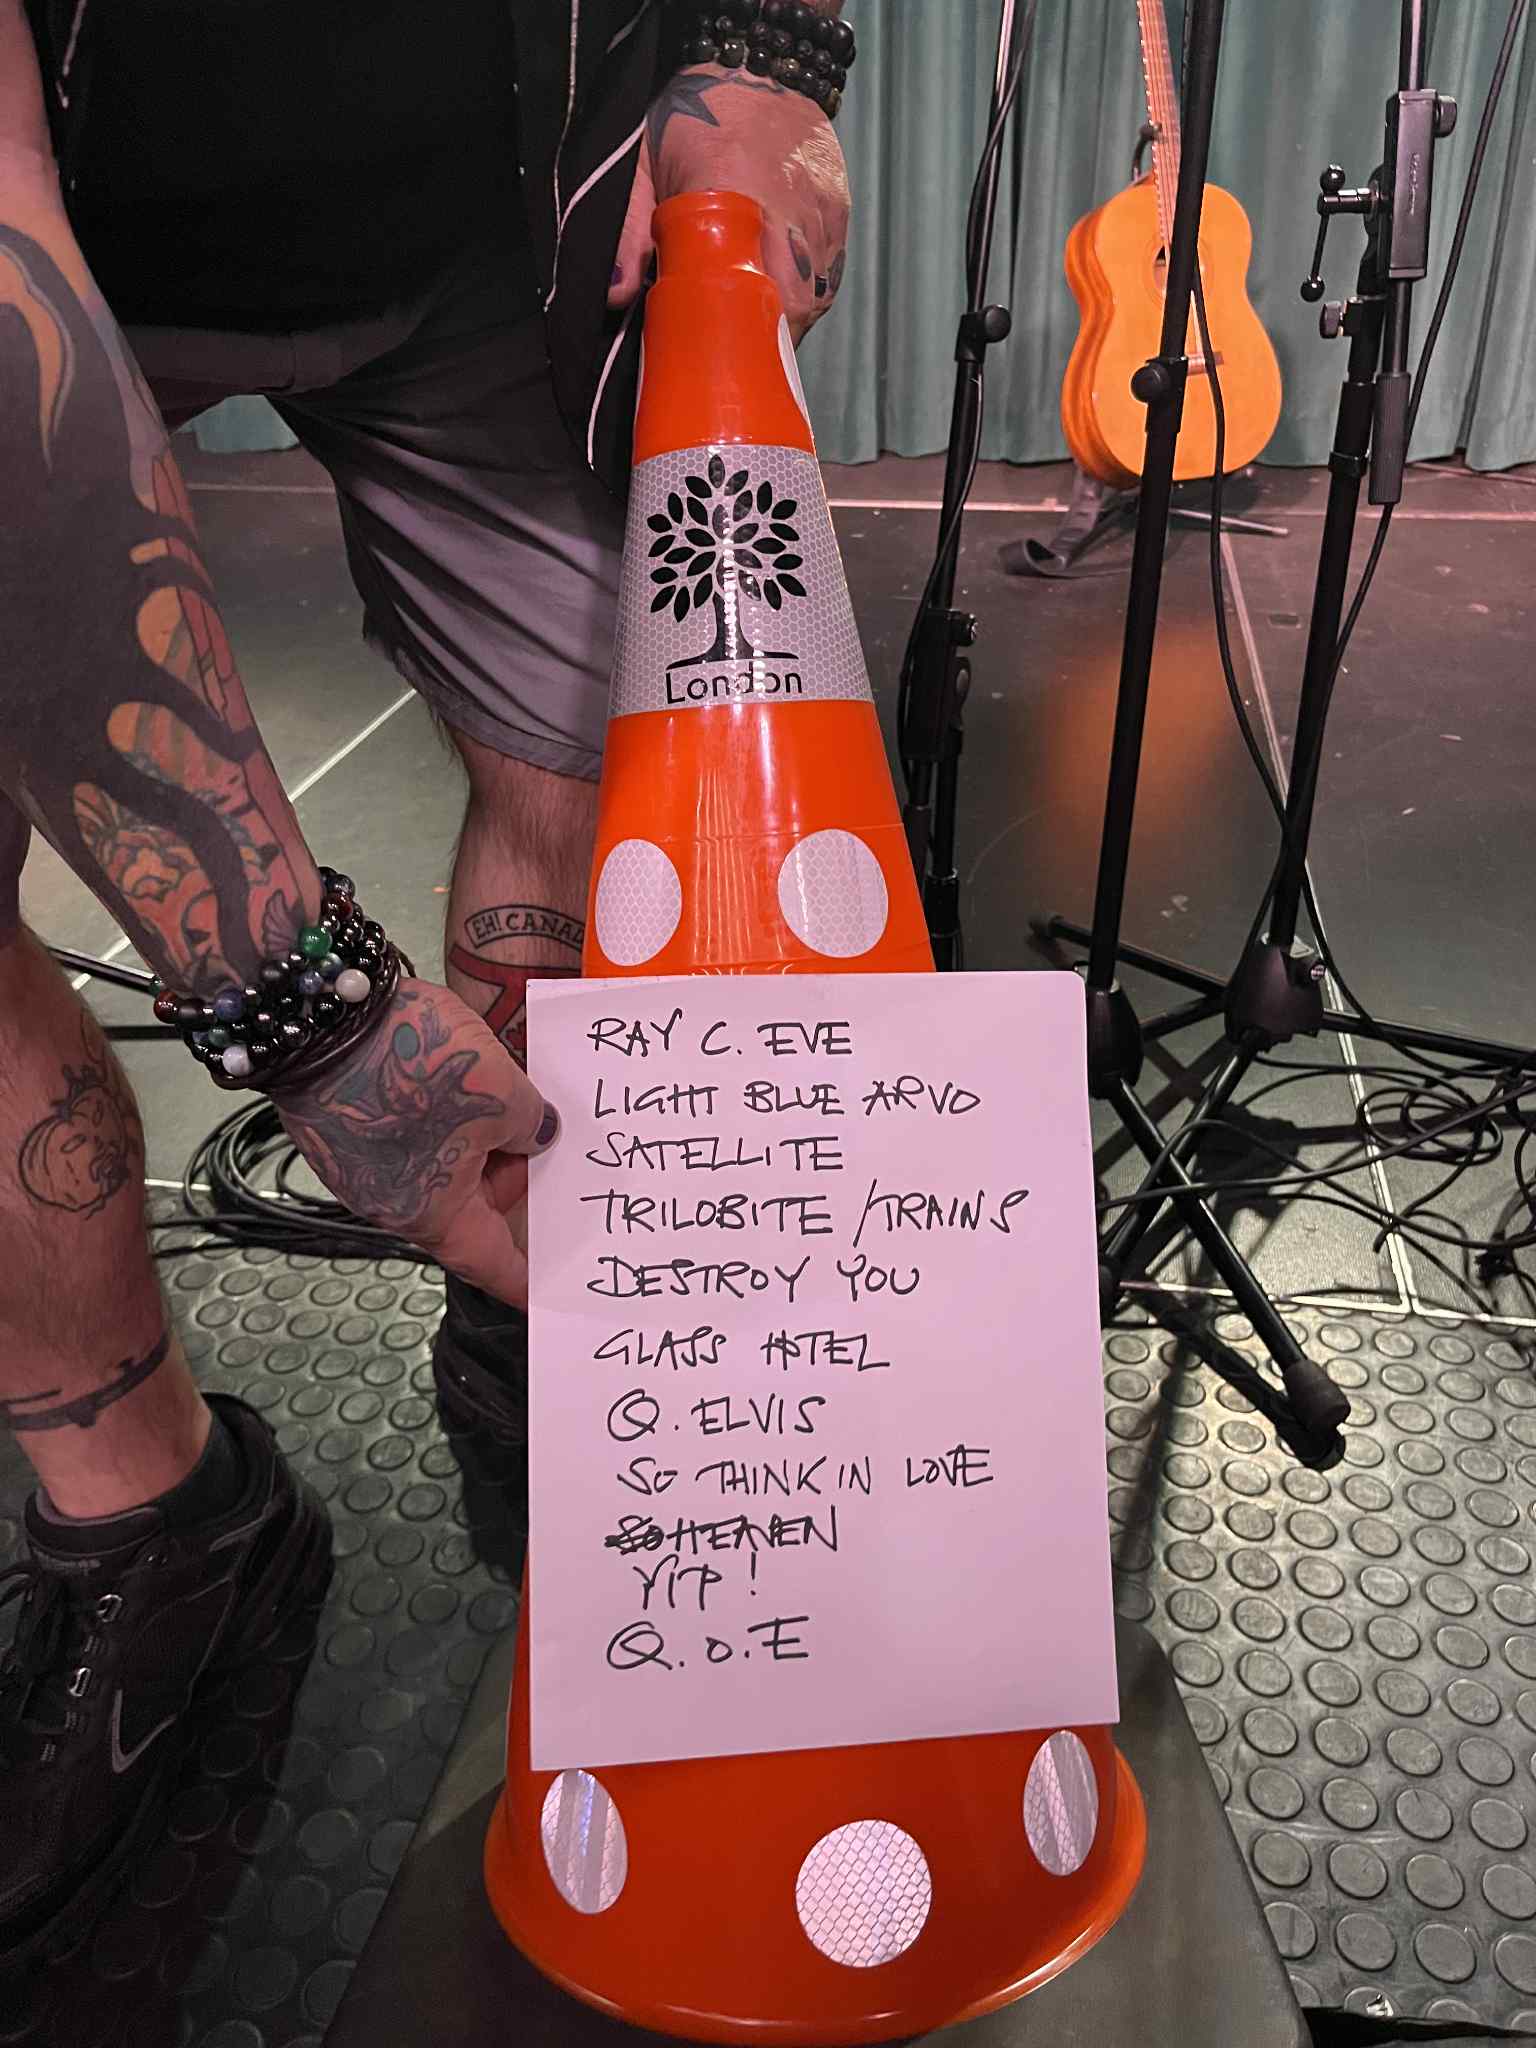 London
EH! CANAD
RAY C. EVE
LIGHT BLUE ARVO
SATELLITE
TRILOBITE / TRAINS
DESTROY YOU
GLASS HOTEL
Q. ELVIS
SO THINK IN LOVE
HEAVEN
YIP!
Q.O.E